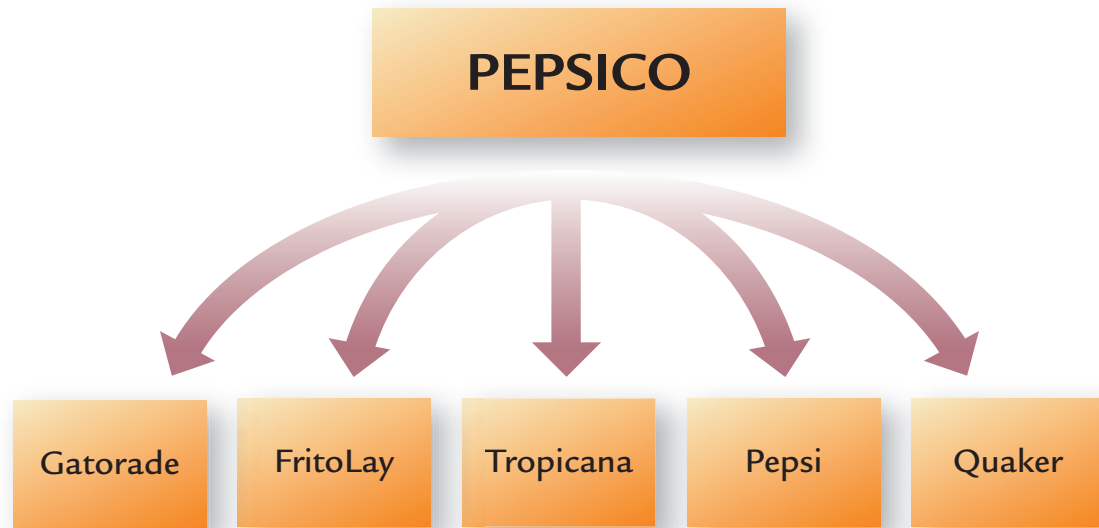 PEPSICO
Gatorade
FritoLay
Tropicana
Pepsi
Quaker